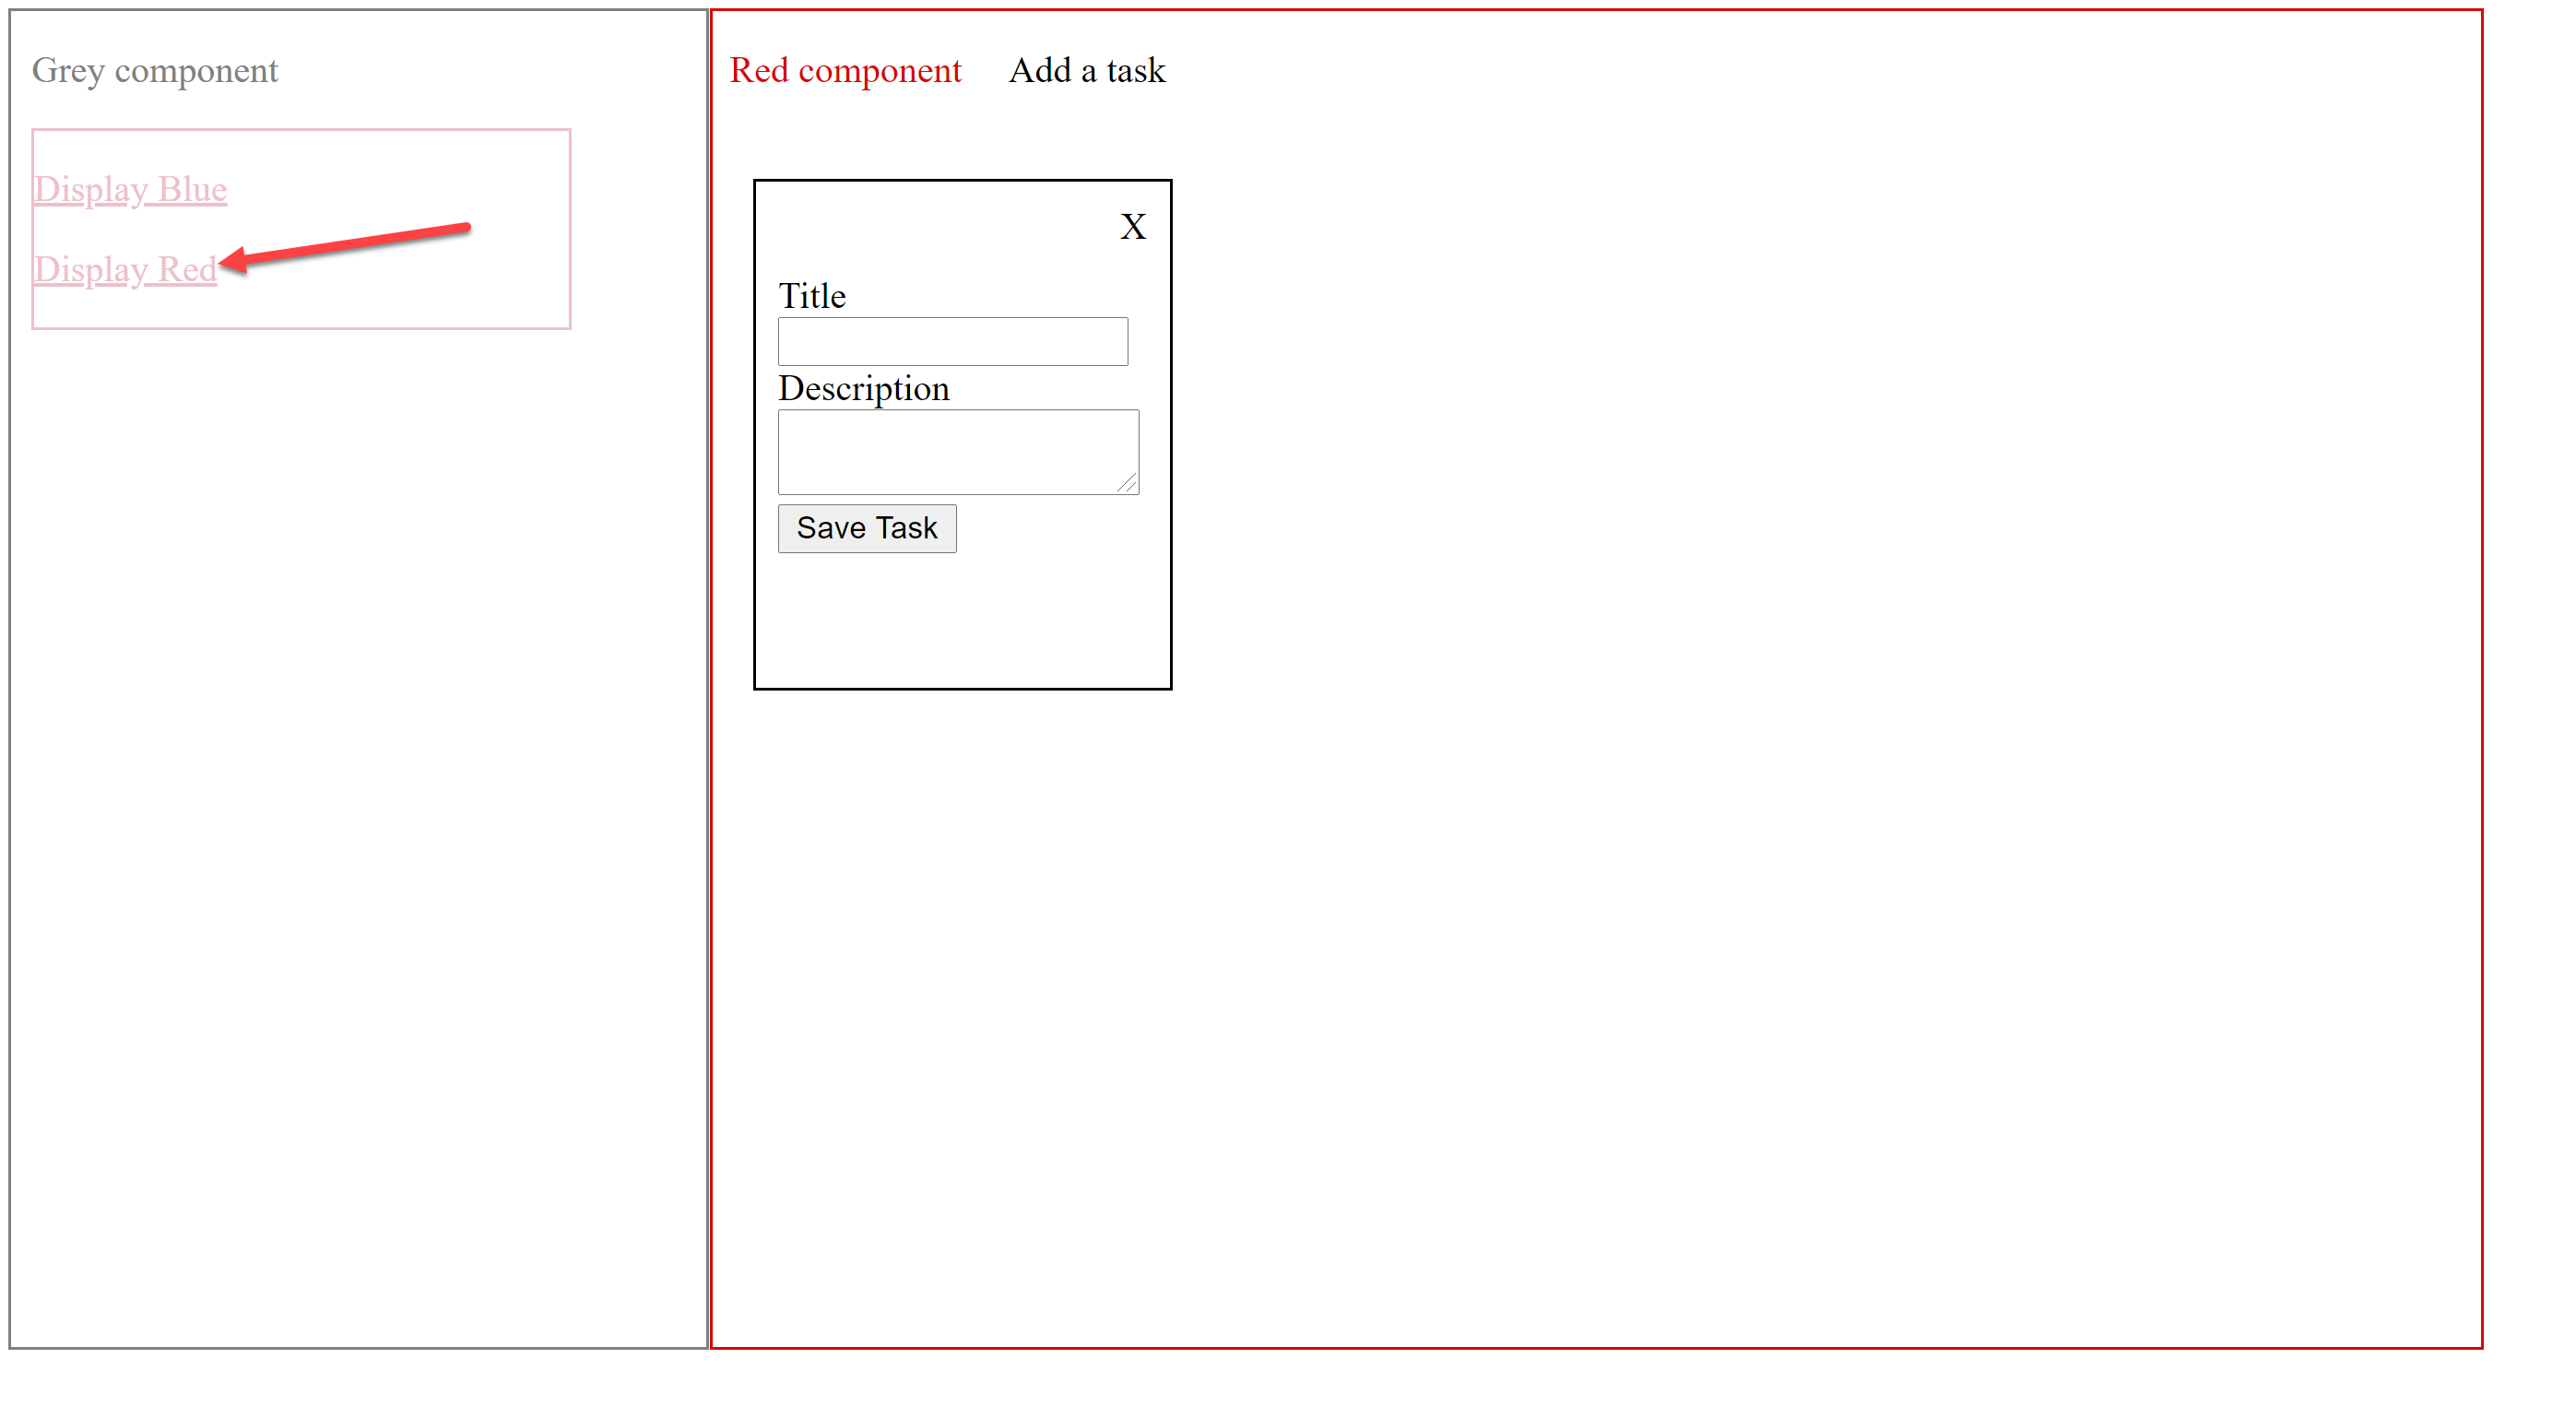 Grey component
Display Blue
Display Red
Red component
Add a task
X
Title
Description
Save Task